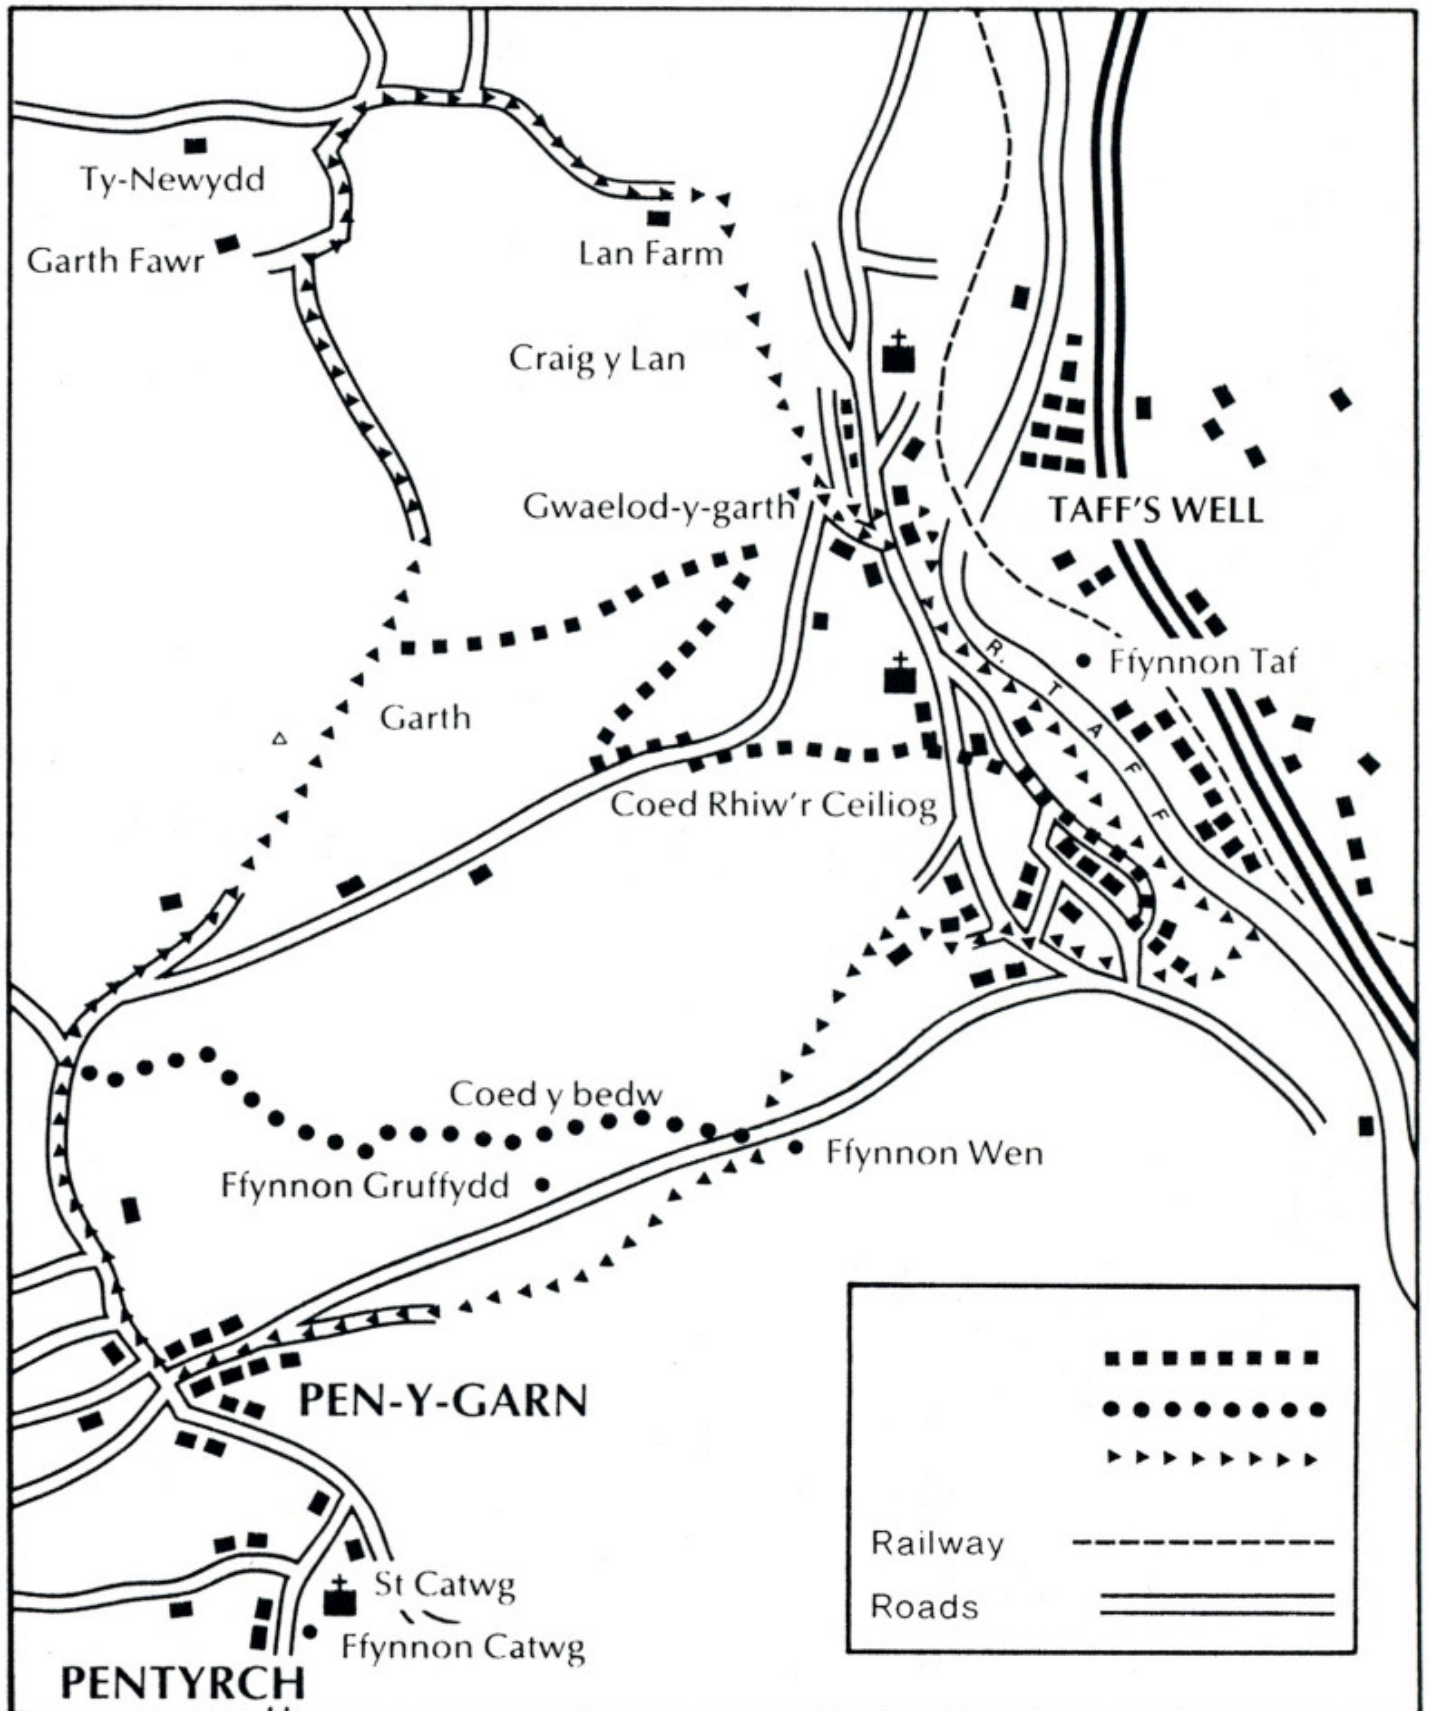 Ty-Newydd
Garth Fawr
Lan Farm
Craig y Lan
Gwaelod-y-garth
TAFF'S WELL
R. TAFF
Ffynnon Taf
Garth
Coed Rhiw'r Ceiliog
Coed y bedw
Ffynnon Wen
Ffynnon Gruffydd
PEN-Y-GARN
Railway
Roads
St Catwg
Ffynnon Catwg
PENTYRCH